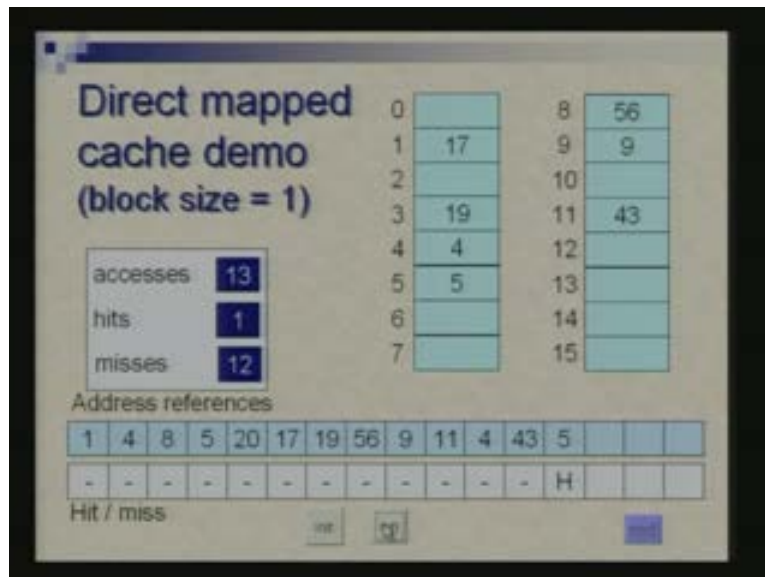 Direct mapped
cache demo
(block size = 1)
0
1 17
2
3 19
4 4
5 5
6
7
8 56
9 9
10
11 43
12
13
14
15
accesses 13
hits 1
misses 12
Address references
1 4 8 5 20 17 19 56 9 11 4 43 5
- - - - - - - - - - - - H
Hit / miss